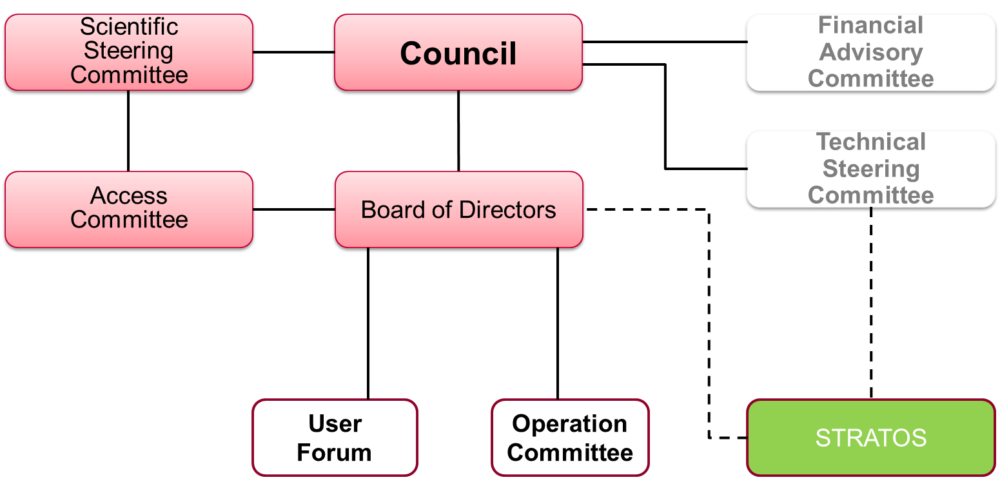 Scientific
Steering
Committee
Council
Financial
Advisory
Committee
Technical
Steering
Committee
Access
Committee
Board of Directors
User
Forum
Operation
Committee
STRATOS